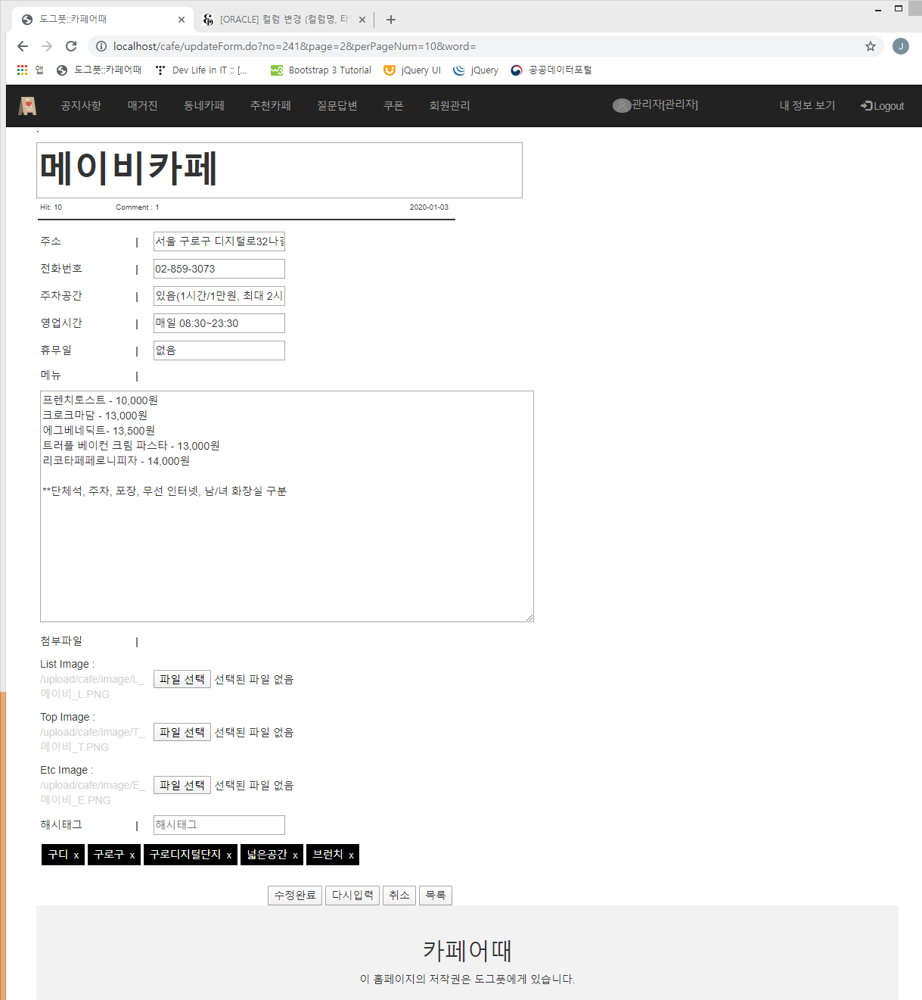 도그풋::카페어때
[ORACLE] 컬럼 변경 (컬럼명, 타입
localhost/cafe/updateForm.do?no=241&page=2&perPageNum=10&word=
J
앱
도그풋::카페어때
Dev Life in IT :: [...
w3
Bootstrap 3 Tutorial
jQuery UI
jQuery
공공데이터포털
공지사항
매거진
동네카페
추천카페
질문답변
쿠폰
회원관리
관리자[관리자]
내 정보 보기
Logout
`
메이비카페
Hit: 10
Comment : 1
2020-01-03
주소 | 서울 구로구 디지털로32나길
전화번호 | 02-859-3073
주차공간 | 있음(1시간/1만원, 최대 2시
영업시간 | 매일 08:30~23:30
휴무일 | 없음
메뉴 |
프렌치토스트 - 10,000원
크로크마담 - 13,000원
에그베네딕트- 13,500원
트러플 베이컨 크림 파스타 - 13,000원
리코타페페로니피자 - 14,000원
**단체석, 주차, 포장, 무선 인터넷, 남/녀 화장실 구분
첨부파일 |
List Image :
/upload/cafe/image/L_
메이비_L.PNG
파일 선택 선택된 파일 없음
Top Image :
/upload/cafe/image/T_
메이비_T.PNG
파일 선택 선택된 파일 없음
Etc Image :
/upload/cafe/image/E_
메이비_E.PNG
파일 선택 선택된 파일 없음
해시태그 | 해시태그
구디 x 구로구 x 구로디지털단지 x 넓은공간 x 브런치 x
수정완료 다시입력 취소 목록
카페어때
이 홈페이지의 저작권은 도그풋에게 있습니다.